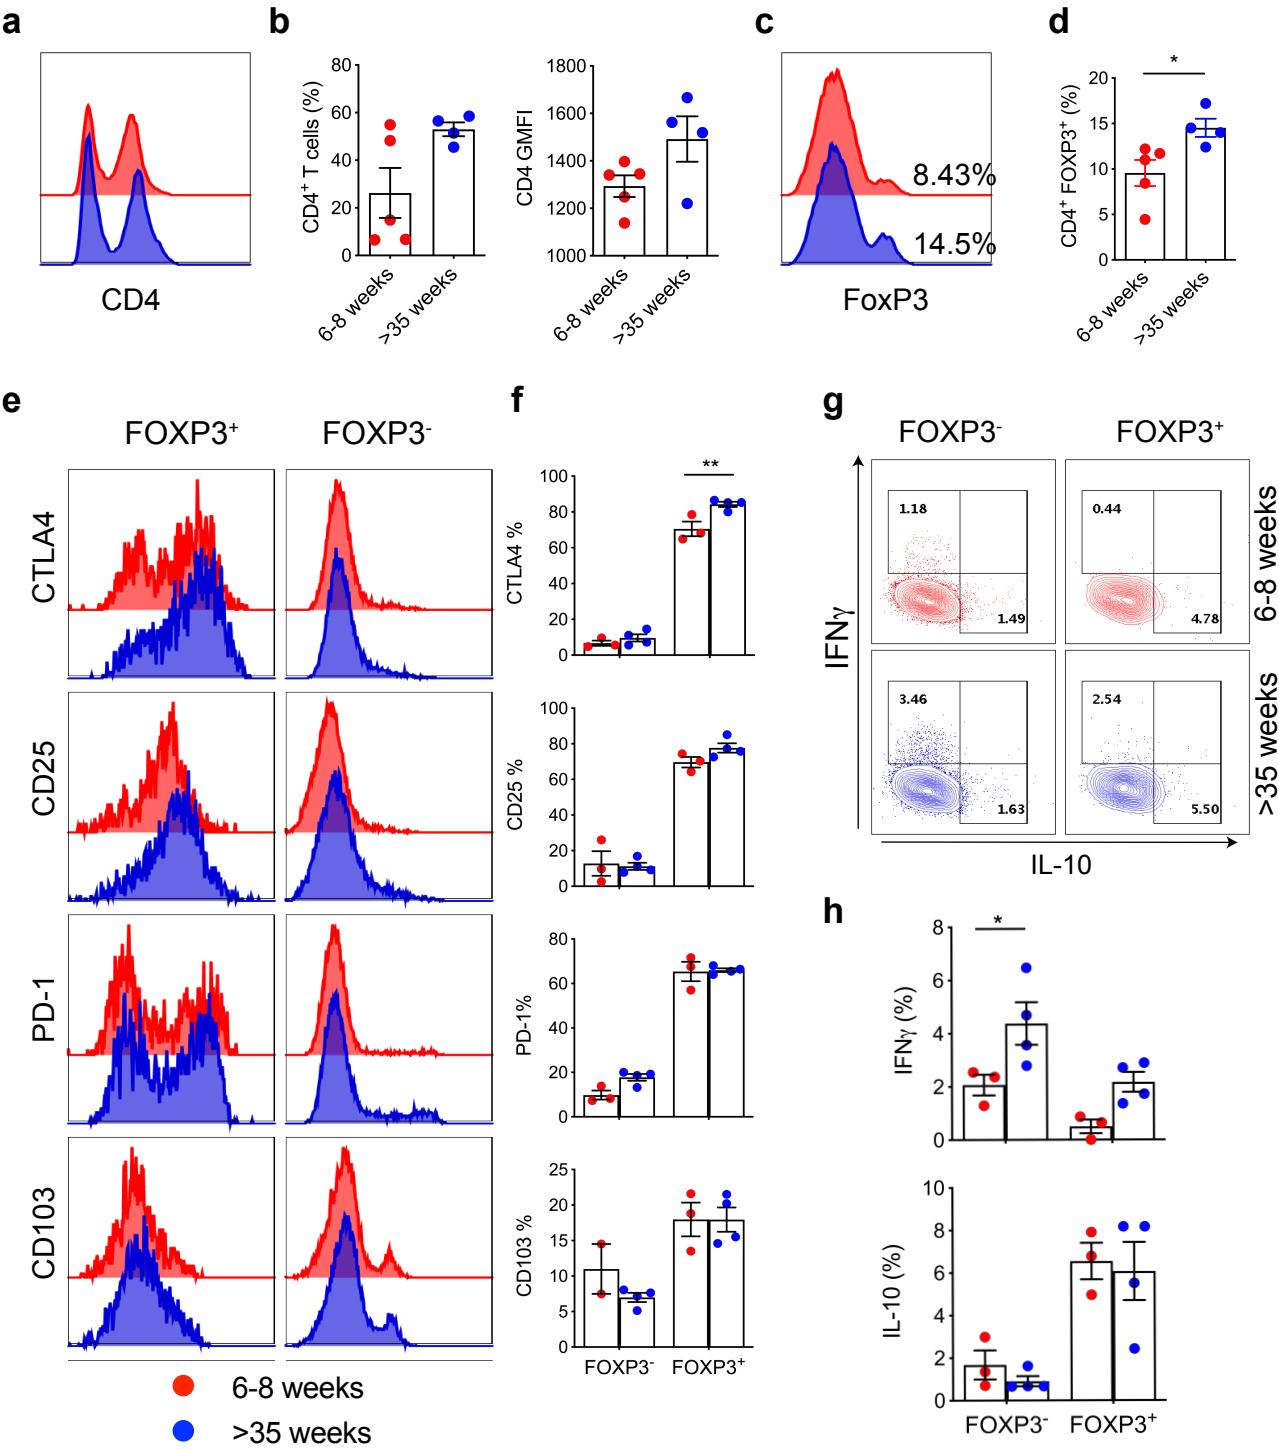 a
CD4
b
CD4⁺ T cells (%)
80
60
40
20
0
6-8 weeks
>35 weeks
CD4 GMFI
1800
1600
1400
1200
1000
6-8 weeks
>35 weeks
c
8.43%
14.5%
FoxP3
d
CD4⁺ FOXP3⁺ (%)
20
15
10
5
0
*
6-8 weeks
>35 weeks
e
FOXP3⁺
FOXP3⁻
CTLA4
CD25
PD-1
CD103
6-8 weeks
>35 weeks
f
CTLA4 %
100
80
60
40
20
0
**
CD25 %
100
80
60
40
20
0
PD-1%
80
60
40
20
0
CD103 %
25
20
15
10
5
0
FOXP3⁻
FOXP3⁺
g
FOXP3⁻
FOXP3⁺
1.18
1.49
0.44
4.78
6-8 weeks
3.46
1.63
2.54
5.50
>35 weeks
IFNγ
IL-10
h
IFNγ (%)
8
6
4
2
0
*
IL-10 (%)
10
8
6
4
2
0
FOXP3⁻
FOXP3⁺